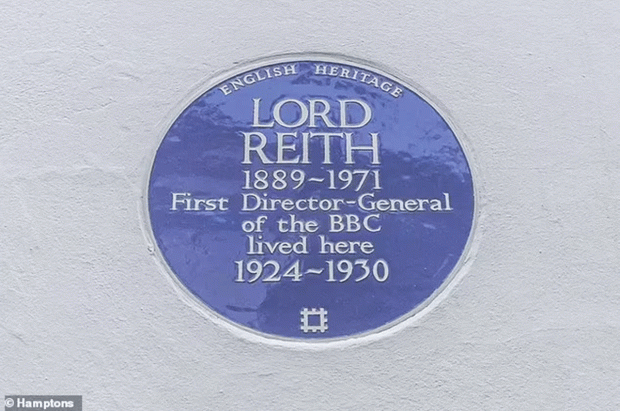 ENGLISH HERITAGE
LORD
REITH
1889~1971
First Director-General
of the BBC
lived here
1924~1930
© Hamptons